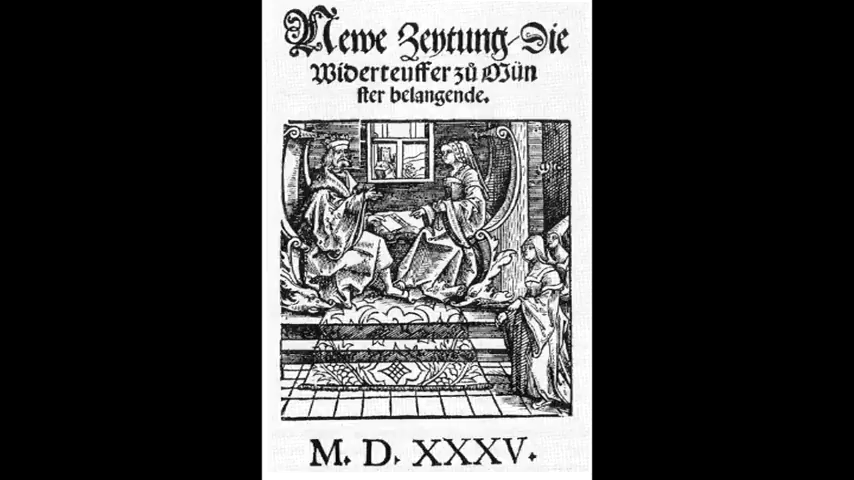 Newe Zeytung/Die
Widerteuffer zů Mün
ster belangende.
M. D. XXXV.